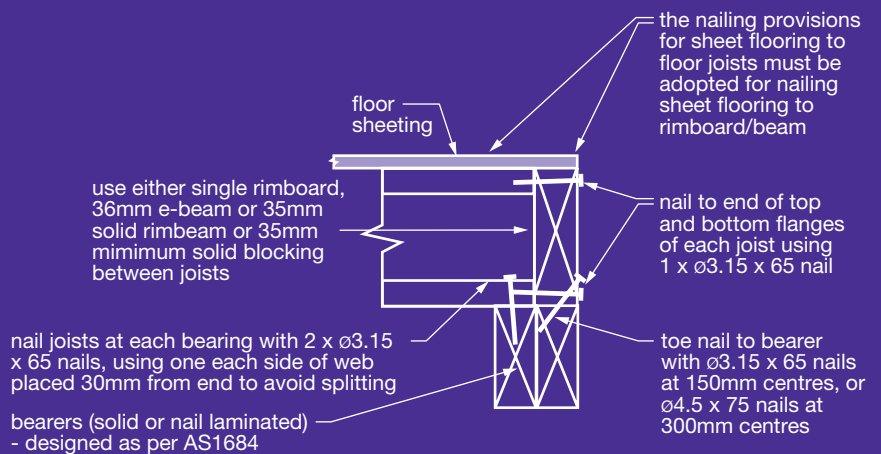 the nailing provisions
for sheet flooring to
floor joists must be
adopted for nailing
sheet flooring to
rimboard/beam
floor
sheeting
use either single rimboard,
36mm e-beam or 35mm
solid rimbeam or 35mm
mimimum solid blocking
between joists
nail to end of top
and bottom flanges
of each joist using
1 x ø3.15 x 65 nail
nail joists at each bearing with 2 x ø3.15
x 65 nails, using one each side of web
placed 30mm from end to avoid splitting
toe nail to bearer
with ø3.15 x 65 nails
at 150mm centres, or
ø4.5 x 75 nails at
300mm centres
bearers (solid or nail laminated)
- designed as per AS1684